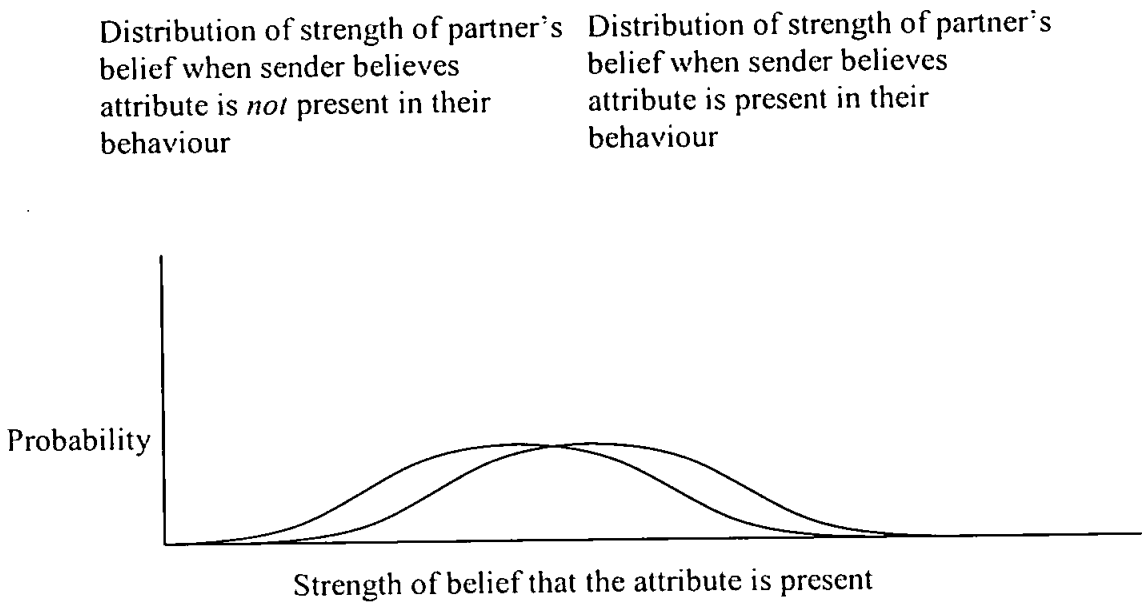 Distribution of strength of partner's
belief when sender believes
attribute is not present in their
behaviour
Distribution of strength of partner's
belief when sender believes
attribute is present in their
behaviour
Probability
Strength of belief that the attribute is present